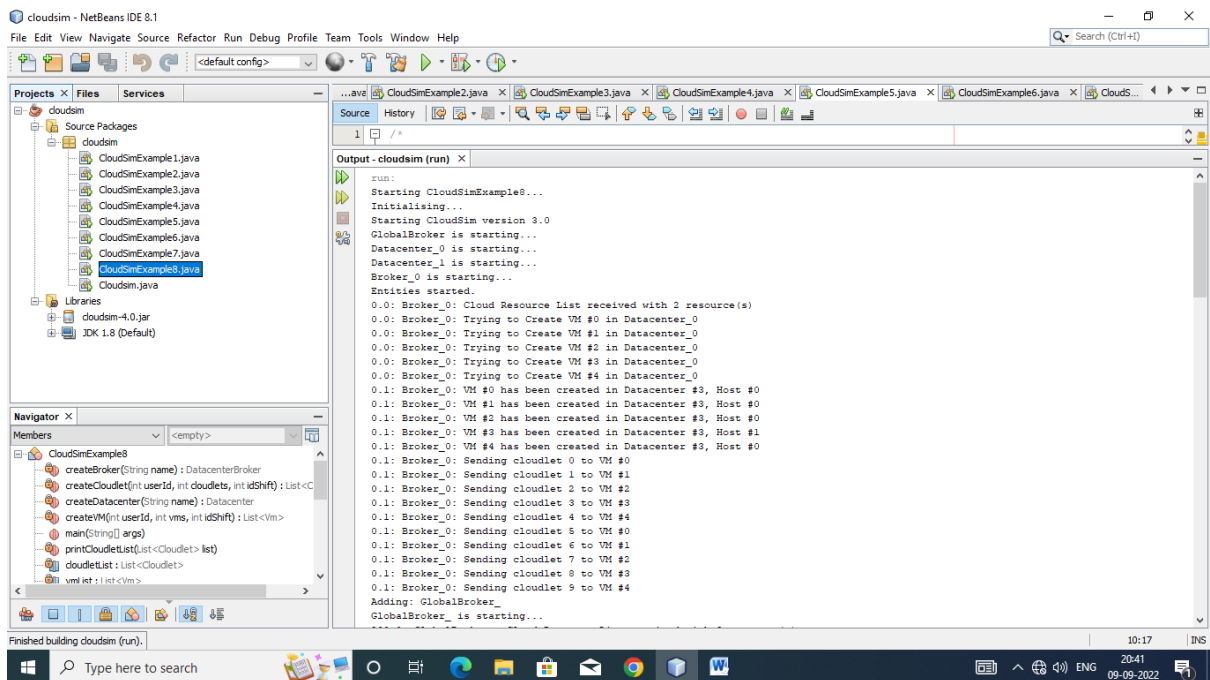 cloudsim - NetBeans IDE 8.1
File Edit View Navigate Source Refactor Run Debug Profile Team Tools Window Help
Search (Ctrl+I)
<default config>
Projects Files Services
cloudsim
Source Packages
cloudsim
CloudSimExample1.java
CloudSimExample2.java
CloudSimExample3.java
CloudSimExample4.java
CloudSimExample5.java
CloudSimExample6.java
CloudSimExample7.java
CloudSimExample8.java
Cloudsim.java
Libraries
cloudsim-4.0.jar
JDK 1.8 (Default)
Navigator
Members <empty>
CloudSimExample8
createBroker(String name) : DatacenterBroker
createCloudlet(int userId, int cloudlets, int idShift) : List<C
createDatacenter(String name) : Datacenter
createVM(int userId, int vms, int idShift) : List<Vm>
main(String[] args)
printCloudletList(List<Cloudlet> list)
cloudletList : List<Cloudlet>
vmlist : List<Vm>
...ava CloudSimExample2.java CloudSimExample3.java CloudSimExample4.java CloudSimExample5.java CloudSimExample6.java CloudS...
Source History
1 /*
Output - cloudsim (run)
run:
Starting CloudSimExample8...
Initialising...
Starting CloudSim version 3.0
GlobalBroker is starting...
Datacenter_0 is starting...
Datacenter_1 is starting...
Broker_0 is starting...
Entities started.
0.0: Broker_0: Cloud Resource List received with 2 resource(s)
0.0: Broker_0: Trying to Create VM #0 in Datacenter_0
0.0: Broker_0: Trying to Create VM #1 in Datacenter_0
0.0: Broker_0: Trying to Create VM #2 in Datacenter_0
0.0: Broker_0: Trying to Create VM #3 in Datacenter_0
0.0: Broker_0: Trying to Create VM #4 in Datacenter_0
0.1: Broker_0: VM #0 has been created in Datacenter #3, Host #0
0.1: Broker_0: VM #1 has been created in Datacenter #3, Host #0
0.1: Broker_0: VM #2 has been created in Datacenter #3, Host #0
0.1: Broker_0: VM #3 has been created in Datacenter #3, Host #1
0.1: Broker_0: VM #4 has been created in Datacenter #3, Host #0
0.1: Broker_0: Sending cloudlet 0 to VM #0
0.1: Broker_0: Sending cloudlet 1 to VM #1
0.1: Broker_0: Sending cloudlet 2 to VM #2
0.1: Broker_0: Sending cloudlet 3 to VM #3
0.1: Broker_0: Sending cloudlet 4 to VM #4
0.1: Broker_0: Sending cloudlet 5 to VM #0
0.1: Broker_0: Sending cloudlet 6 to VM #1
0.1: Broker_0: Sending cloudlet 7 to VM #2
0.1: Broker_0: Sending cloudlet 8 to VM #3
0.1: Broker_0: Sending cloudlet 9 to VM #4
Adding: GlobalBroker_
GlobalBroker_ is starting...
Finished building cloudsim (run).
10:17 INS
Type here to search
ENG
20:41
09-09-2022